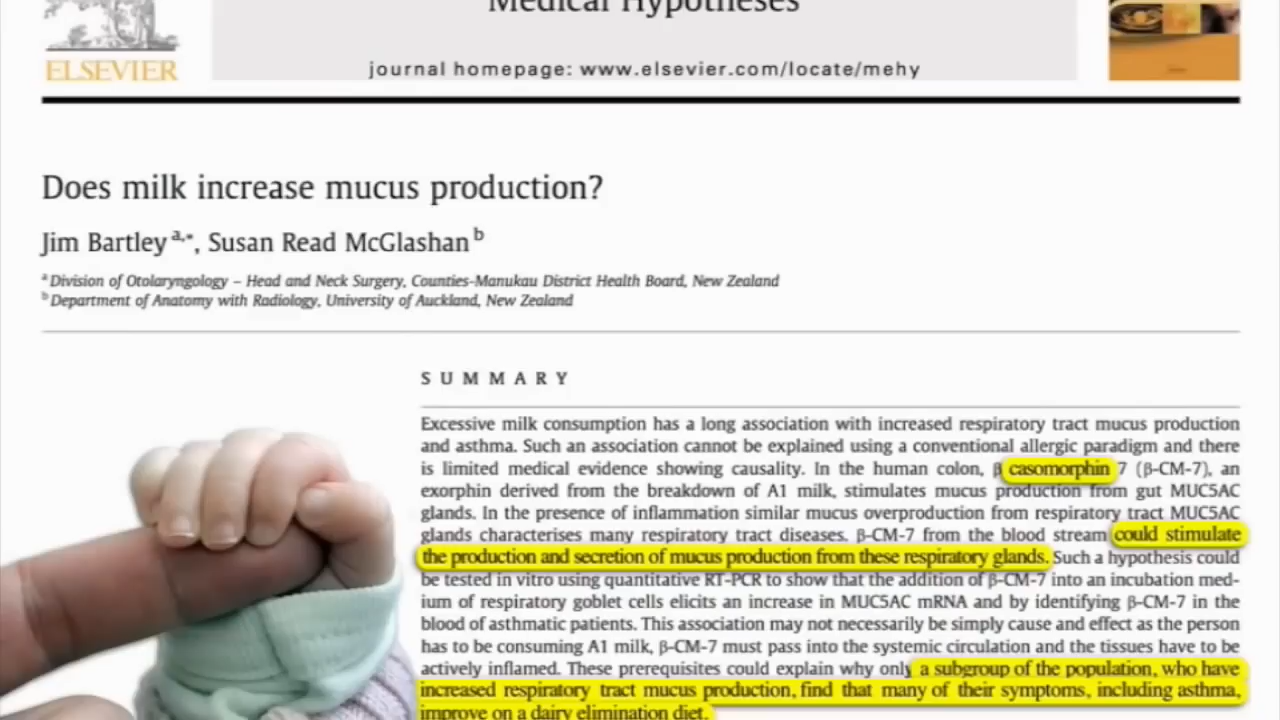 Medical Hypotheses
ELSEVIER
journal homepage: www.elsevier.com/locate/mehy
Does milk increase mucus production?
Jim Bartley a,*, Susan Read McGlashan b
a Division of Otolaryngology – Head and Neck Surgery, Counties-Manukau District Health Board, New Zealand
b Department of Anatomy with Radiology, University of Auckland, New Zealand
SUMMARY
Excessive milk consumption has a long association with increased respiratory tract mucus production
and asthma. Such an association cannot be explained using a conventional allergic paradigm and there
is limited medical evidence showing causality. In the human colon, β casomorphin 7 (β-CM-7), an
exorphin derived from the breakdown of A1 milk, stimulates mucus production from gut MUC5AC
glands. In the presence of inflammation similar mucus overproduction from respiratory tract MUC5AC
glands characterises many respiratory tract diseases. β-CM-7 from the blood stream could stimulate
the production and secretion of mucus production from these respiratory glands. Such a hypothesis could
be tested in vitro using quantitative RT-PCR to show that the addition of β-CM-7 into an incubation med-
ium of respiratory goblet cells elicits an increase in MUC5AC mRNA and by identifying β-CM-7 in the
blood of asthmatic patients. This association may not necessarily be simply cause and effect as the person
has to be consuming A1 milk, β-CM-7 must pass into the systemic circulation and the tissues have to be
actively inflamed. These prerequisites could explain why only a subgroup of the population, who have
increased respiratory tract mucus production, find that many of their symptoms, including asthma,
improve on a dairy elimination diet.